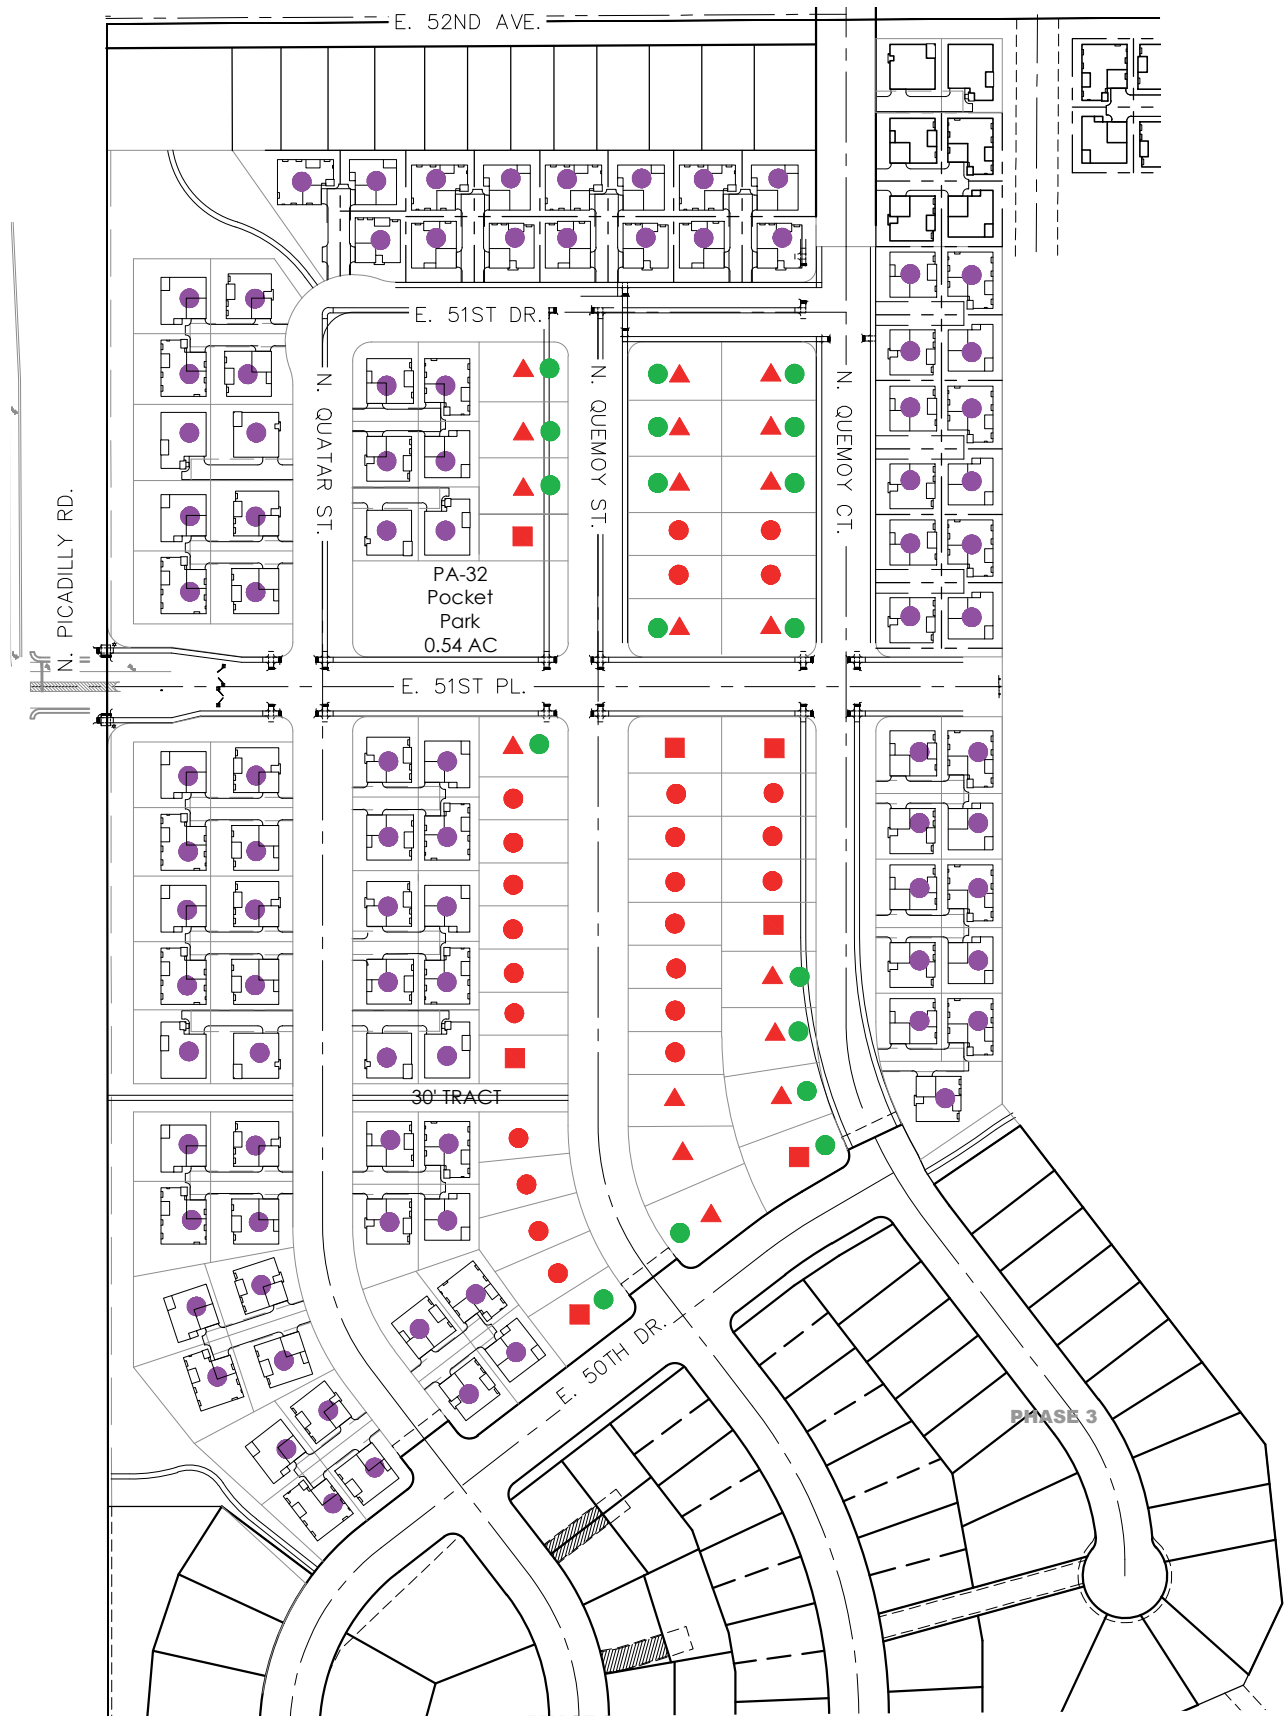 E. 52ND AVE.
E. 51ST DR.
N. QUATAR ST.
N. QUEMOY ST.
N. QUEMOY CT.
N. PICADILLY RD.
PA-32
Pocket
Park
0.54 AC
E. 51ST PL.
30' TRACT
E. 50TH DR.
PHASE 3